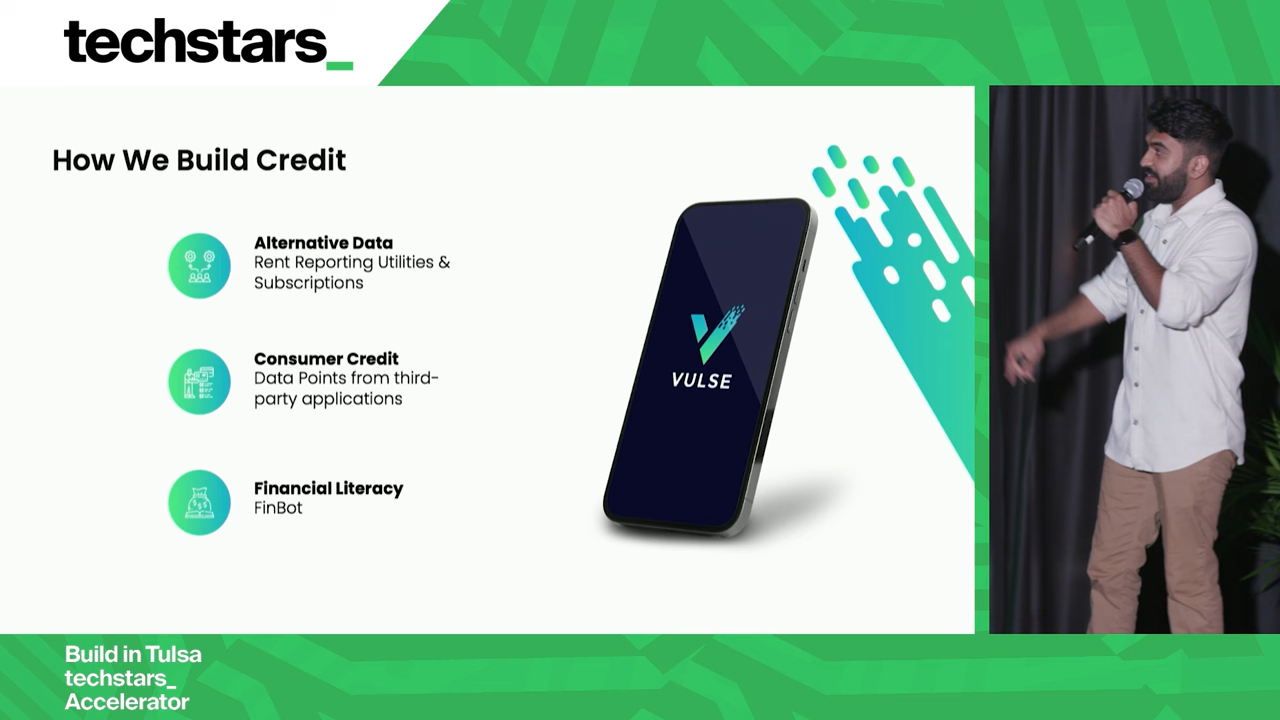 techstars_
How We Build Credit
Alternative Data
Rent Reporting Utilities &
Subscriptions
Consumer Credit
Data Points from third-
party applications
Financial Literacy
FinBot
VULSE
Build in Tulsa
techstars_
Accelerator